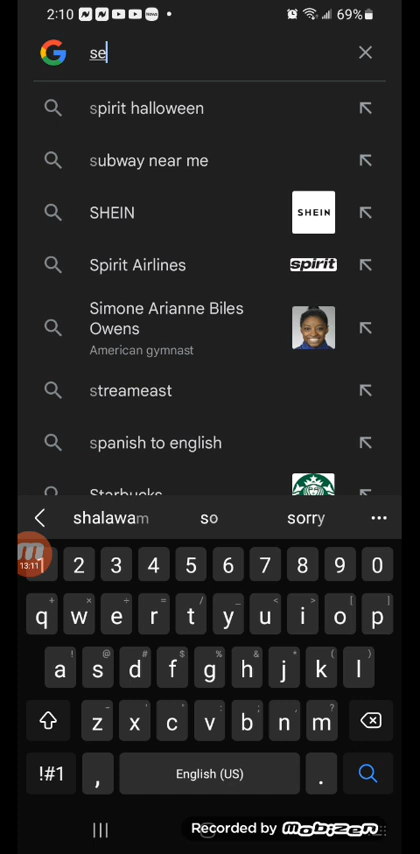 2:10 69%
se
spirit halloween
subway near me
SHEIN SHEIN
Spirit Airlines spirit
Simone Arianne Biles
Owens
American gymnast
streameast
spanish to english
Starbucks
shalawam so sorry
13:11
1 2 3 4 5 6 7 8 9 0
+ × ÷ = / _ < > [ ]
q w e r t y u i o p
! @ # $ % & * ( )
a s d f g h j k l
- ' " : ; , ?
z x c v b n m
!#1 , English (US) .
Recorded by mobizen